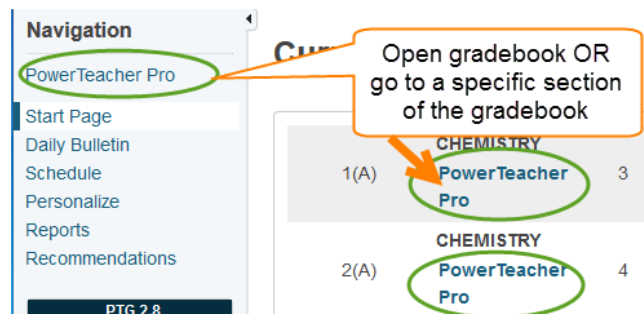 Navigation
PowerTeacher Pro
Start Page
Daily Bulletin
Schedule
Personalize
Reports
Recommendations
PTG 2.8
Open gradebook OR
go to a specific section
of the gradebook
CHEMISTRY
1(A) PowerTeacher 3
Pro
CHEMISTRY
2(A) PowerTeacher 4
Pro